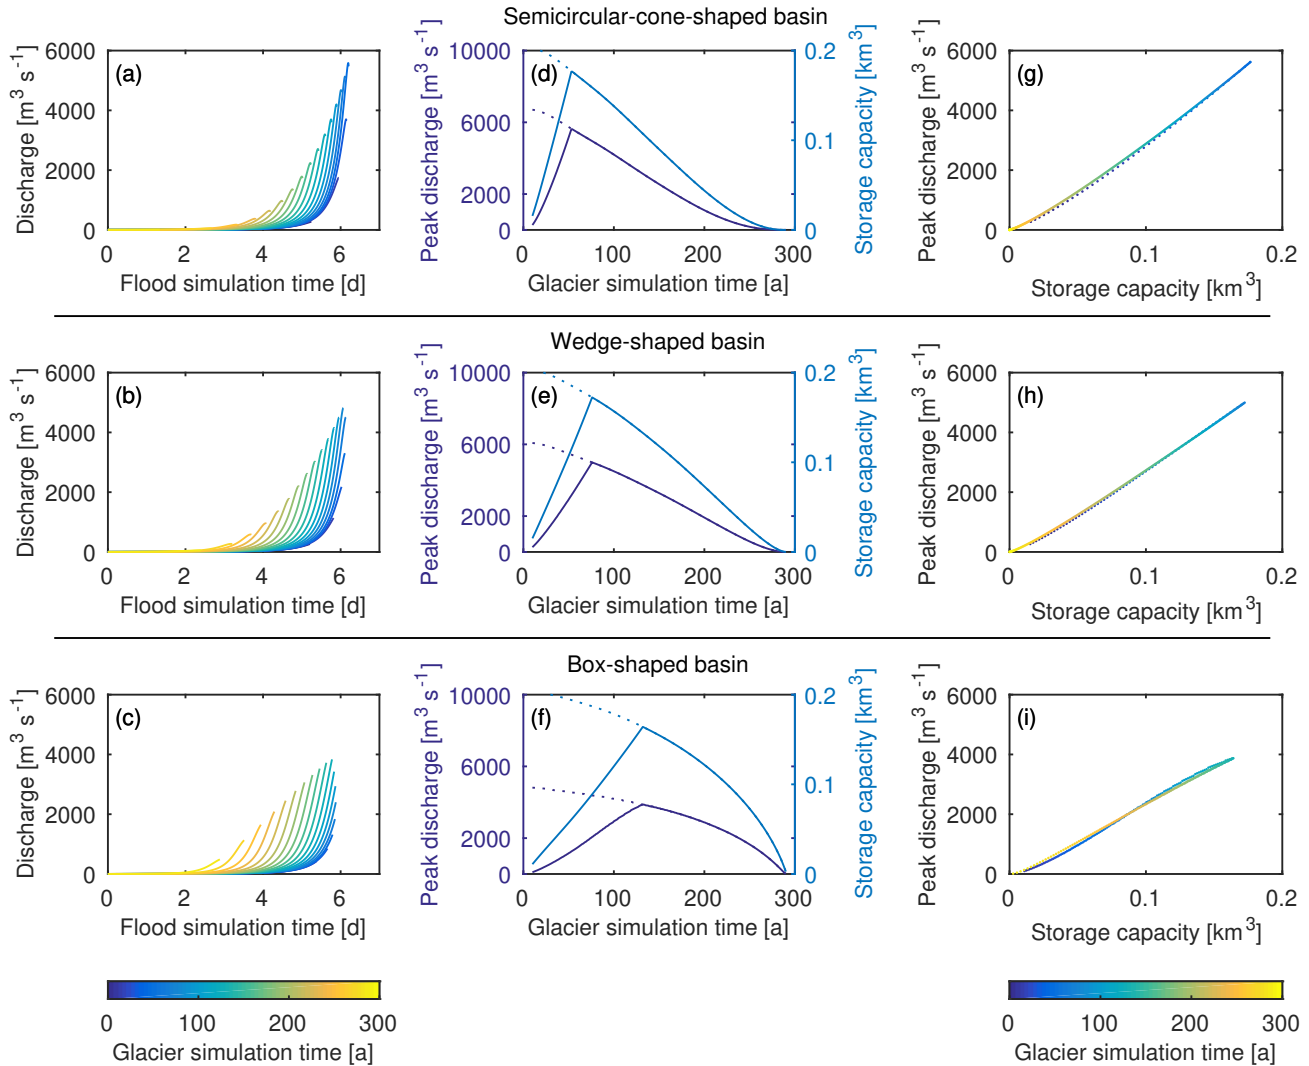 Semicircular-cone-shaped basin
Discharge [m³ s⁻¹]
6000
4000
2000
0
(a)
0 2 4 6
Flood simulation time [d]
Peak discharge [m³ s⁻¹]
10000
6000
2000
0
(d)
0 100 200 300
Glacier simulation time [a]
0.2
0.1
0
Storage capacity [km³]
Peak discharge [m³ s⁻¹]
6000
4000
2000
0
(g)
0 0.1 0.2
Storage capacity [km³]
Wedge-shaped basin
Discharge [m³ s⁻¹]
6000
4000
2000
0
(b)
0 2 4 6
Flood simulation time [d]
Peak discharge [m³ s⁻¹]
10000
6000
2000
0
(e)
0 100 200 300
Glacier simulation time [a]
0.2
0.1
0
Storage capacity [km³]
Peak discharge [m³ s⁻¹]
6000
4000
2000
0
(h)
0 0.1 0.2
Storage capacity [km³]
Box-shaped basin
Discharge [m³ s⁻¹]
6000
4000
2000
0
(c)
0 2 4 6
Flood simulation time [d]
Peak discharge [m³ s⁻¹]
10000
6000
2000
0
(f)
0 100 200 300
Glacier simulation time [a]
0.2
0.1
0
Storage capacity [km³]
Peak discharge [m³ s⁻¹]
6000
4000
2000
0
(i)
0 0.1 0.2
Storage capacity [km³]
0 100 200 300
Glacier simulation time [a]
0 100 200 300
Glacier simulation time [a]